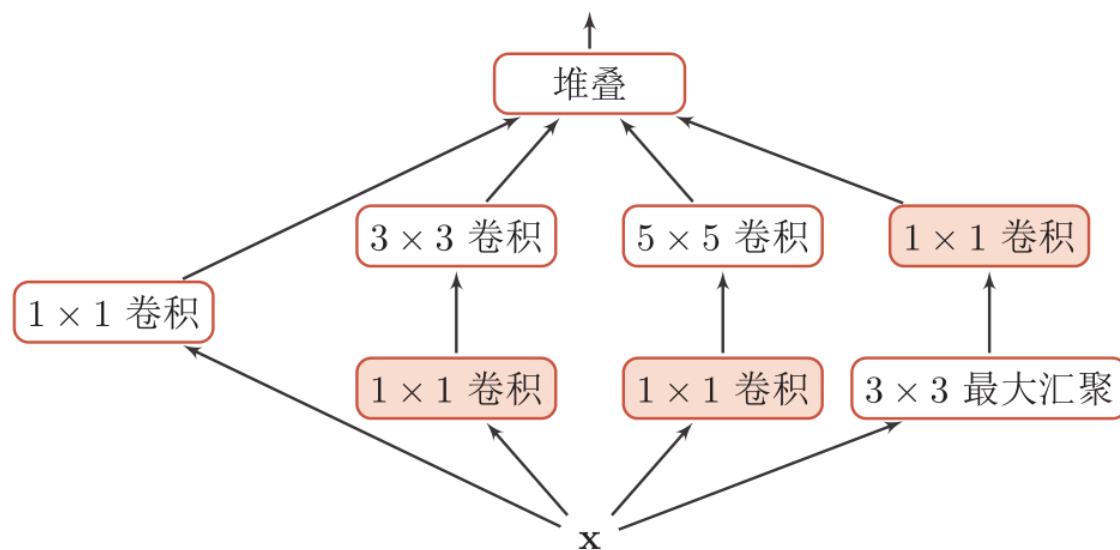 堆叠
3 × 3 卷积
5 × 5 卷积
1 × 1 卷积
1 × 1 卷积
1 × 1 卷积
1 × 1 卷积
3 × 3 最大汇聚
x